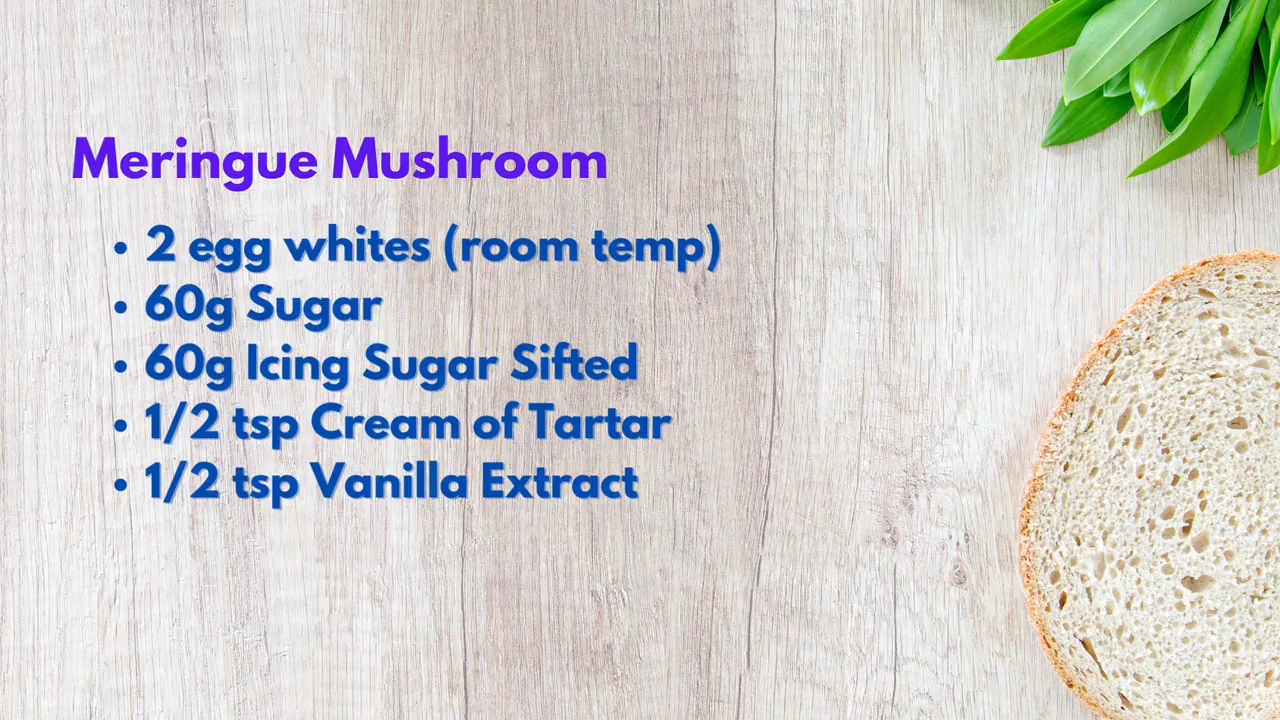 Meringue Mushroom
• 2 egg whites (room temp)
• 60g Sugar
• 60g Icing Sugar Sifted
• 1/2 tsp Cream of Tartar
• 1/2 tsp Vanilla Extract